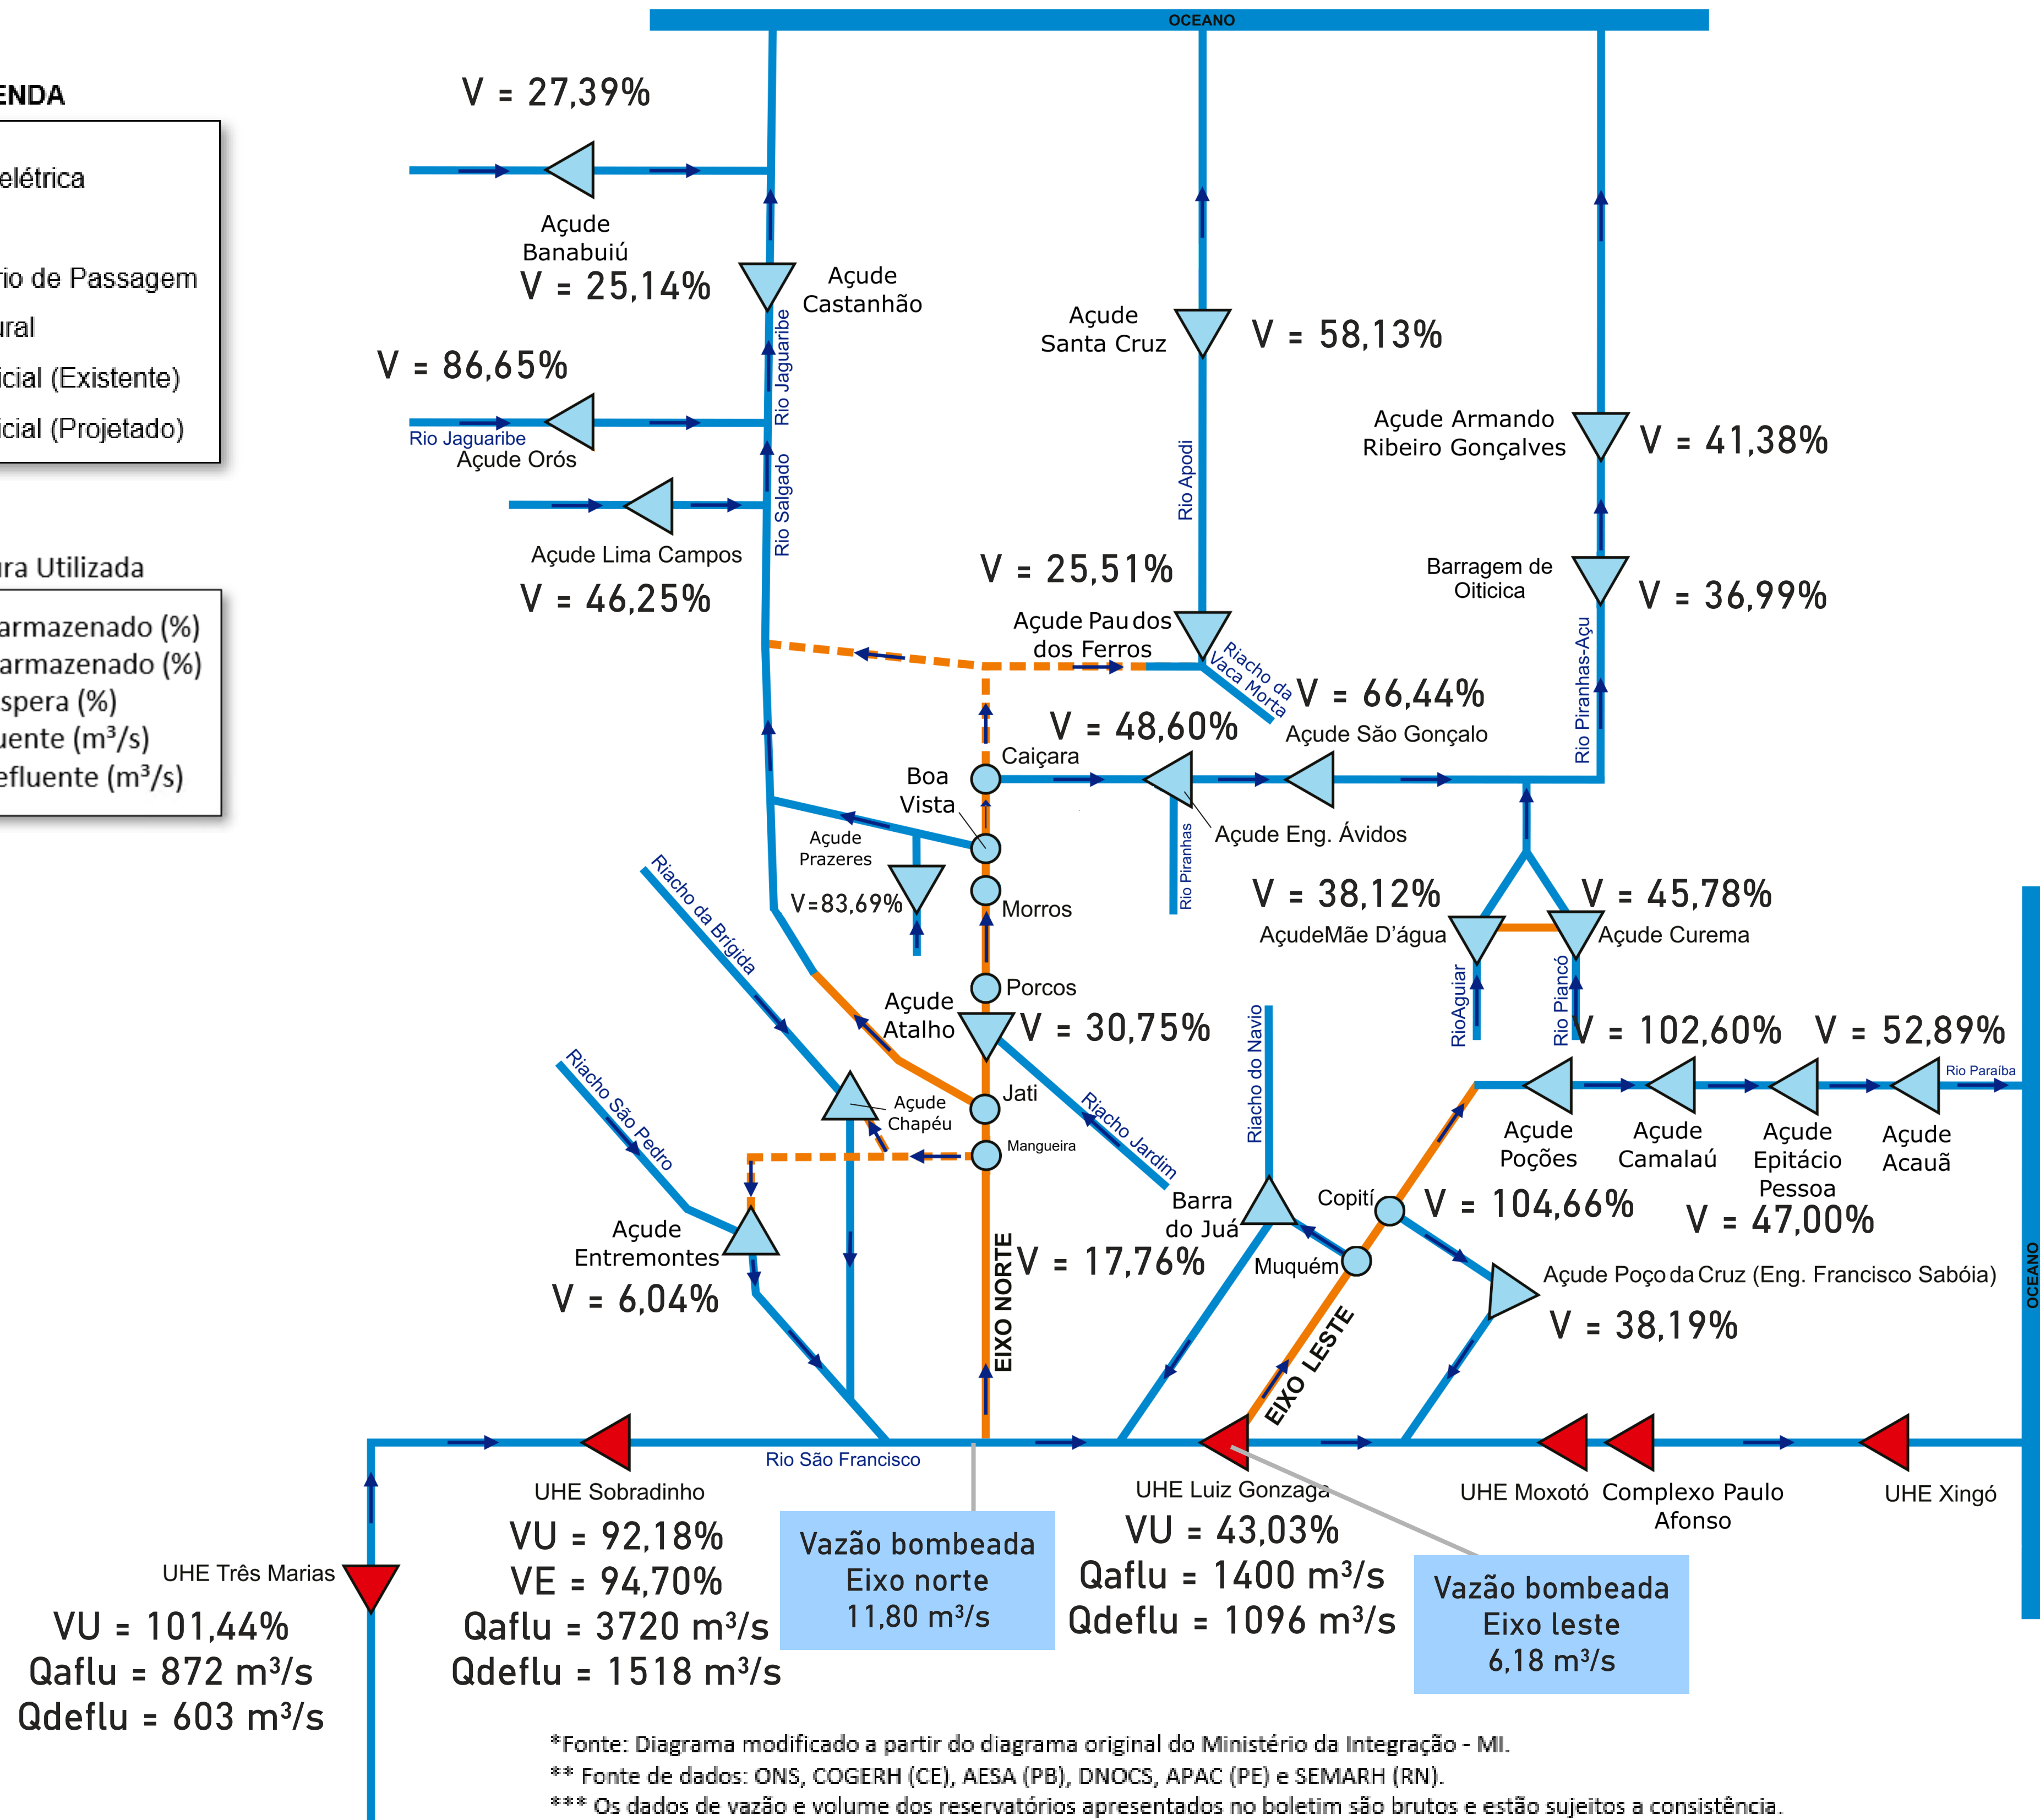 OCEANO
ENDA
elétrica
rio de Passagem
ural
icial (Existente)
icial (Projetado)
ura Utilizada
armazenado (%)
armazenado (%)
spera (%)
uente (m³/s)
efluente (m³/s)
V = 27,39%
Açude
Banabuiú
V = 25,14%
Açude
Castanhão
V = 86,65%
Rio Jaguaribe
Açude Orós
Rio Jaguaribe
Rio Salgado
Açude Lima Campos
V = 46,25%
Açude
Santa Cruz
V = 58,13%
Rio Apodi
V = 25,51%
Açude Pau dos
dos Ferros
Riacho da
Vaca Morta
Açude Armando
Ribeiro Gonçalves
V = 41,38%
Barragem de
Oiticica
V = 36,99%
Rio Piranhas-Açu
V = 66,44%
Açude São Gonçalo
V = 48,60%
Caiçara
Boa
Vista
Açude Eng. Ávidos
Rio Piranhas
Açude
Prazeres
V=83,69%
Morros
V = 38,12%
AçudeMãe D'água
V = 45,78%
Açude Curema
RioAguiar
Rio Piancó
Riacho da Brígida
Porcos
Açude
Atalho
V = 30,75%
Jati
Riacho Jardim
Açude
Chapéu
Mangueira
Riacho São Pedro
Açude
Entremontes
V = 6,04%
EIXO NORTE
Riacho do Navio
Barra
do Juá
V = 17,76%
Muquém
Copití
EIXO LESTE
V = 102,60%
V = 52,89%
Rio Paraíba
Açude
Poções
Açude
Camalaú
Açude
Epitácio
Pessoa
Açude
Acauã
V = 104,66%
V = 47,00%
Açude Poço da Cruz (Eng. Francisco Sabóia)
V = 38,19%
OCEANO
Rio São Francisco
UHE Sobradinho
VU = 92,18%
VE = 94,70%
Qaflu = 3720 m³/s
Qdeflu = 1518 m³/s
UHE Três Marias
VU = 101,44%
Qaflu = 872 m³/s
Qdeflu = 603 m³/s
Vazão bombeada
Eixo norte
11,80 m³/s
UHE Luiz Gonzaga
VU = 43,03%
Qaflu = 1400 m³/s
Qdeflu = 1096 m³/s
Vazão bombeada
Eixo leste
6,18 m³/s
UHE Moxotó
Complexo Paulo
Afonso
UHE Xingó
*Fonte: Diagrama modificado a partir do diagrama original do Ministério da Integração - MI.
** Fonte de dados: ONS, COGERH (CE), AESA (PB), DNOCS, APAC (PE) e SEMARH (RN).
*** Os dados de vazão e volume dos reservatórios apresentados no boletim são brutos e estão sujeitos a consistência.